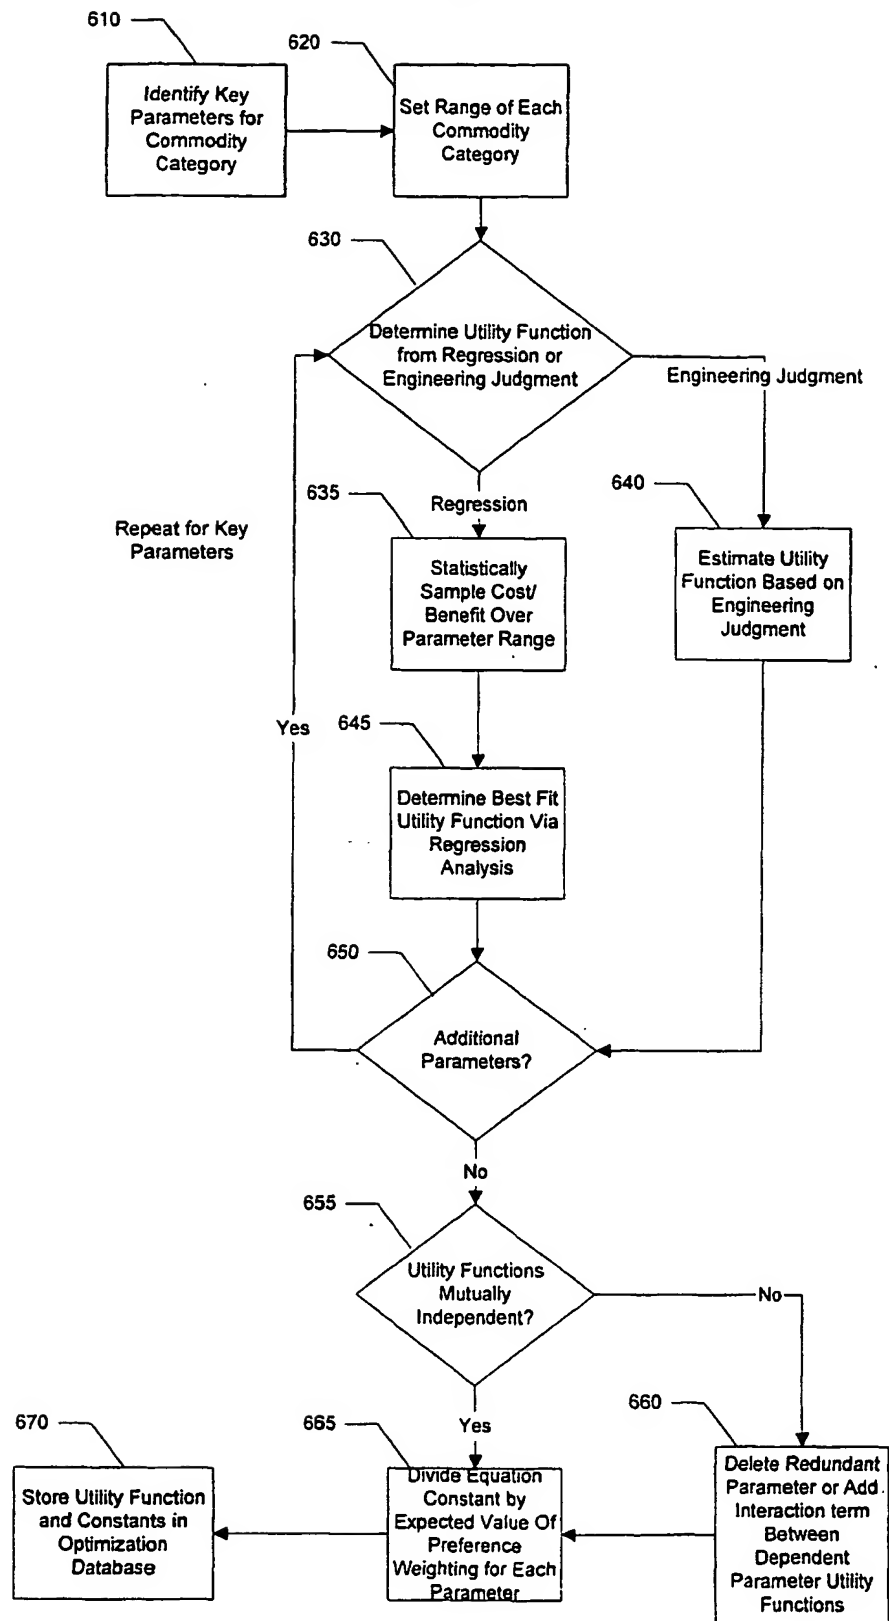 610
Identify Key
Parameters for
Commodity
Category
620
Set Range of Each
Commodity
Category
630
Determine Utility Function
from Regression or
Engineering Judgment
Engineering Judgment
Regression
635
Statistically
Sample Cost/
Benefit Over
Parameter Range
640
Estimate Utility
Function Based on
Engineering
Judgment
Repeat for Key
Parameters
Yes
645
Determine Best Fit
Utility Function Via
Regression
Analysis
650
Additional
Parameters?
No
655
Utility Functions
Mutually
Independent?
No
Yes
660
Delete Redundant
Parameter or Add
Interaction term
Between
Dependent
Parameter Utility
Functions
665
Divide Equation
Constant by
Expected Value Of
Preference
Weighting for Each
Parameter
670
Store Utility Function
and Constants in
Optimization
Database